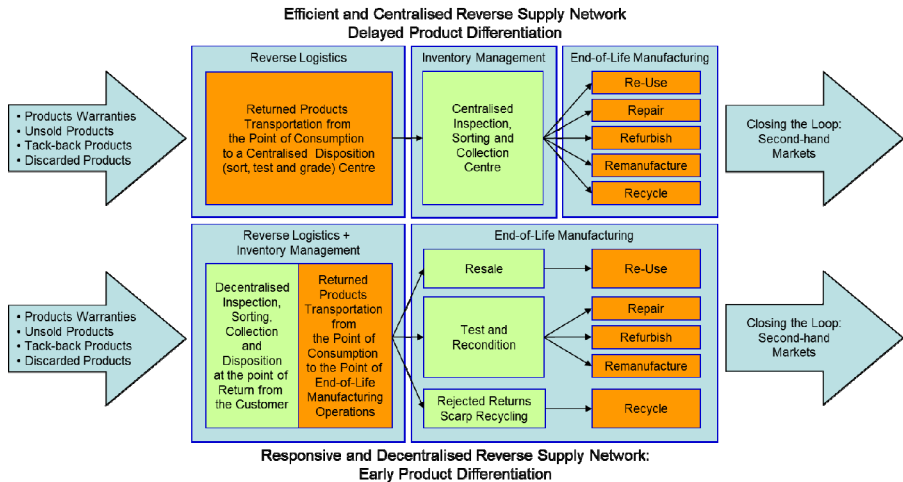 Efficient and Centralised Reverse Supply Network
Delayed Product Differentiation
Reverse Logistics
Inventory Management
End-of-Life Manufacturing
• Products Warranties
• Unsold Products
• Tack-back Products
• Discarded Products
Returned Products
Transportation from
the Point of Consumption
to a Centralised Disposition
(sort, test and grade) Centre
Centralised
Inspection,
Sorting and
Collection
Centre
Re-Use
Repair
Refurbish
Remanufacture
Recycle
Closing the Loop:
Second-hand
Markets
Reverse Logistics +
Inventory Management
End-of-Life Manufacturing
• Products Warranties
• Unsold Products
• Tack-back Products
• Discarded Products
Decentralised
Inspection,
Sorting,
Collection
and
Disposition
at the point of
Return from
the Customer
Returned
Products
Transportation
from
the Point of
Consumption
to the Point of
End-of-Life
Manufacturing
Operations
Resale
Test and
Recondition
Rejected Returns
Scarp Recycling
Re-Use
Repair
Refurbish
Remanufacture
Recycle
Closing the Loop:
Second-hand
Markets
Responsive and Decentralised Reverse Supply Network:
Early Product Differentiation